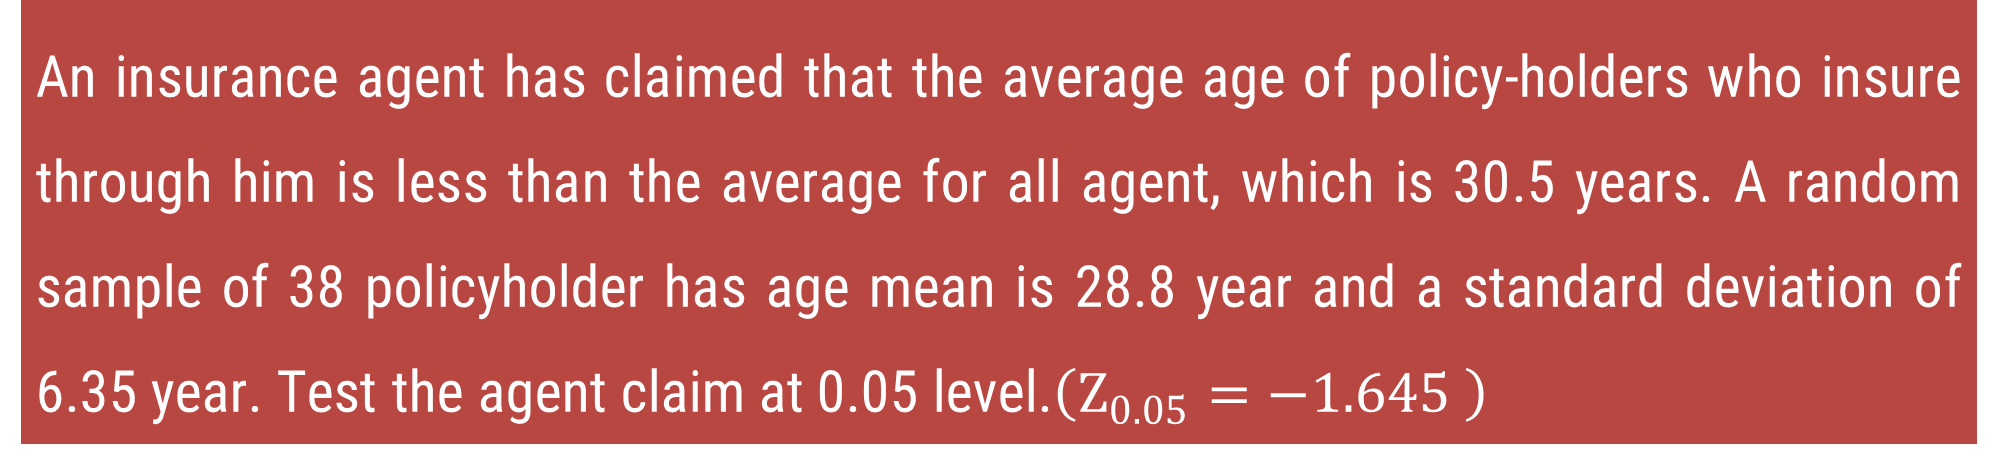 An insurance agent has claimed that the average age of policy-holders who insure
through him is less than the average for all agent, which is 30.5 years. A random
sample of 38 policyholder has age mean is 28.8 year and a standard deviation of
6.35 year. Test the agent claim at 0.05 level.(Z₀.₀₅ = −1.645 )